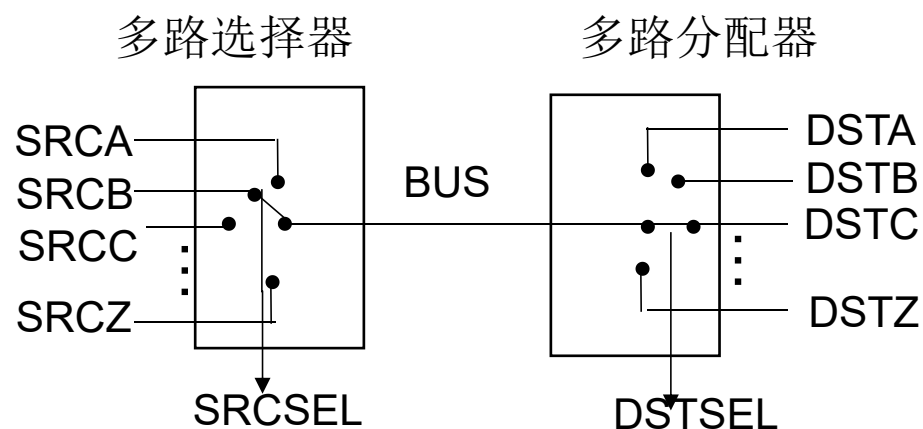 多路选择器
多路分配器
SRCA
SRCB
SRCC
⋮
SRCZ
BUS
DSTA
DSTB
DSTC
⋮
DSTZ
SRCSEL
DSTSEL